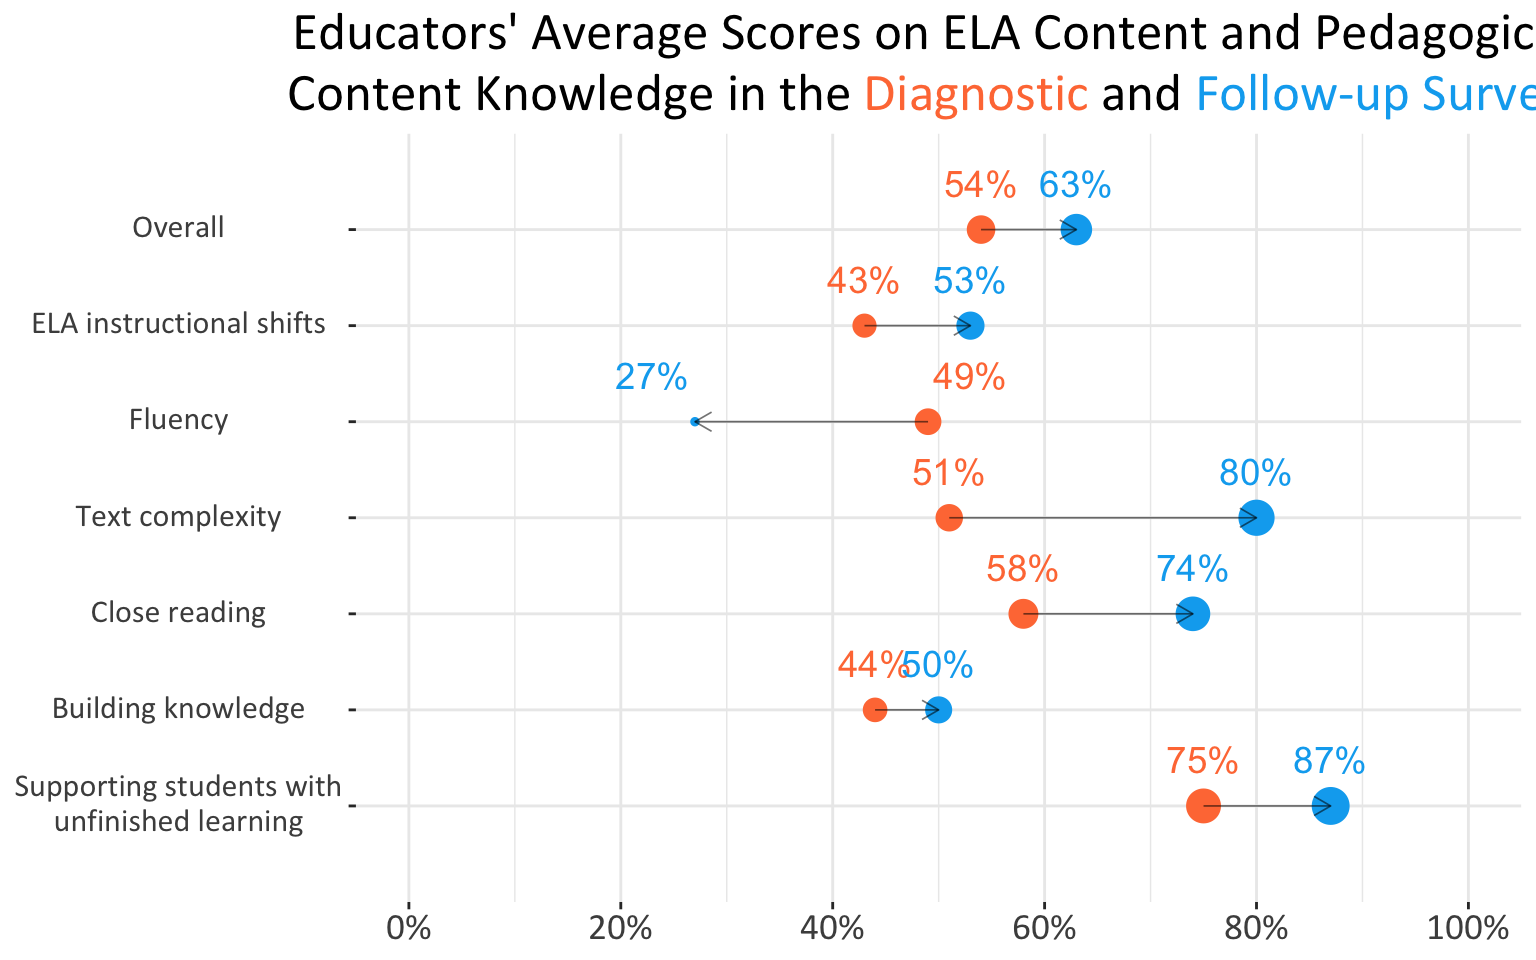 Educators' Average Scores on ELA Content and Pedagogic
Content Knowledge in the Diagnostic and Follow-up Surve
54% 63%
Overall
43% 53%
ELA instructional shifts
27% 49%
Fluency
51% 80%
Text complexity
58% 74%
Close reading
44% 50%
Building knowledge
75% 87%
Supporting students with
unfinished learning
0% 20% 40% 60% 80% 100%